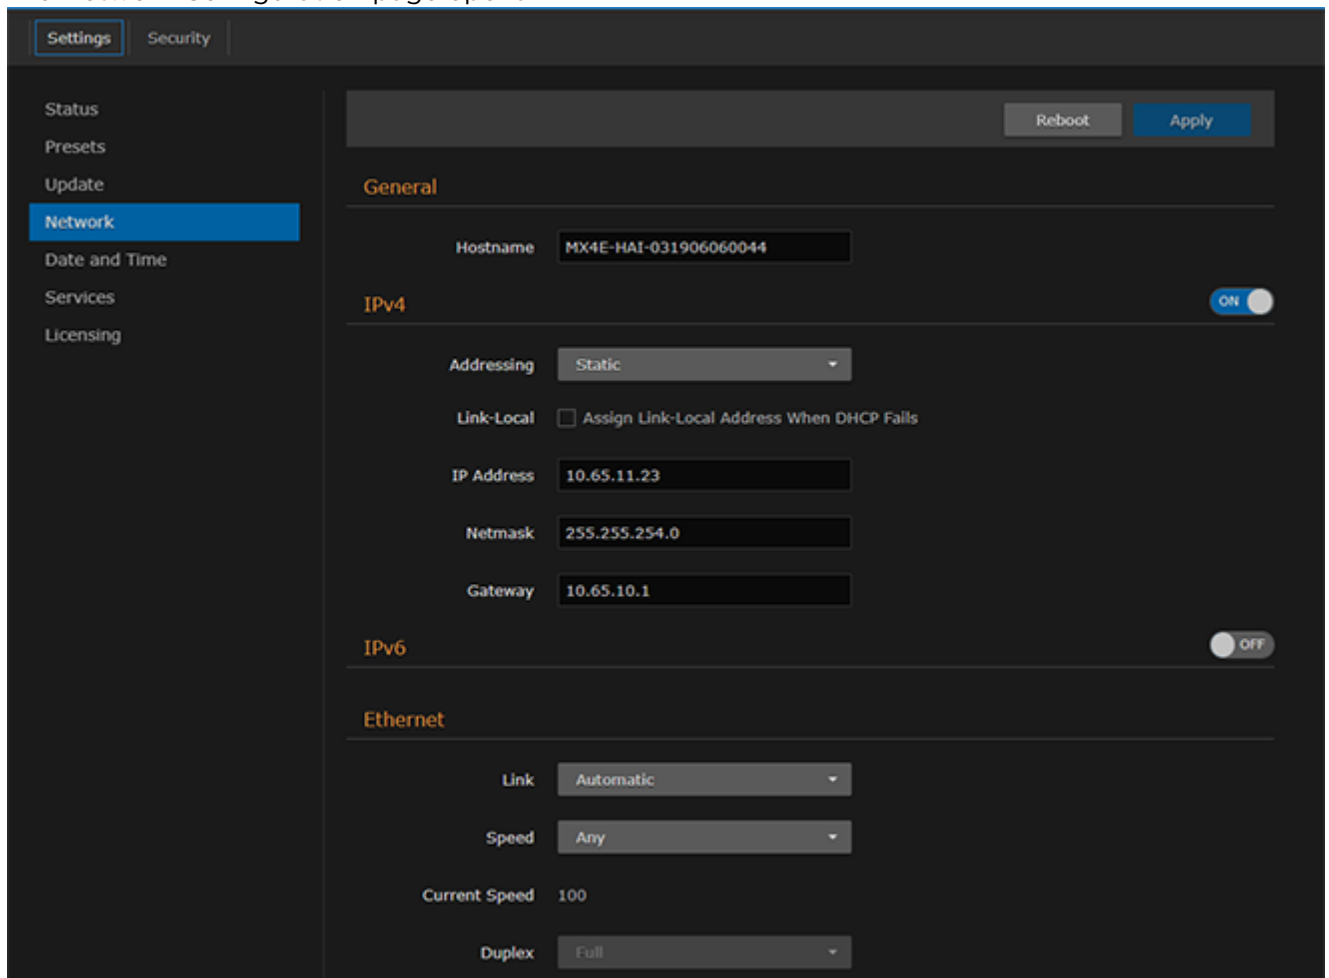 Settings Security
Status
Presets
Update
Network
Date and Time
Services
Licensing
Reboot Apply
General
Hostname MX4E-HAI-031906060044
IPv4 ON
Addressing Static
Link-Local Assign Link-Local Address When DHCP Fails
IP Address 10.65.11.23
Netmask 255.255.254.0
Gateway 10.65.10.1
IPv6 OFF
Ethernet
Link Automatic
Speed Any
Current Speed 100
Duplex Full